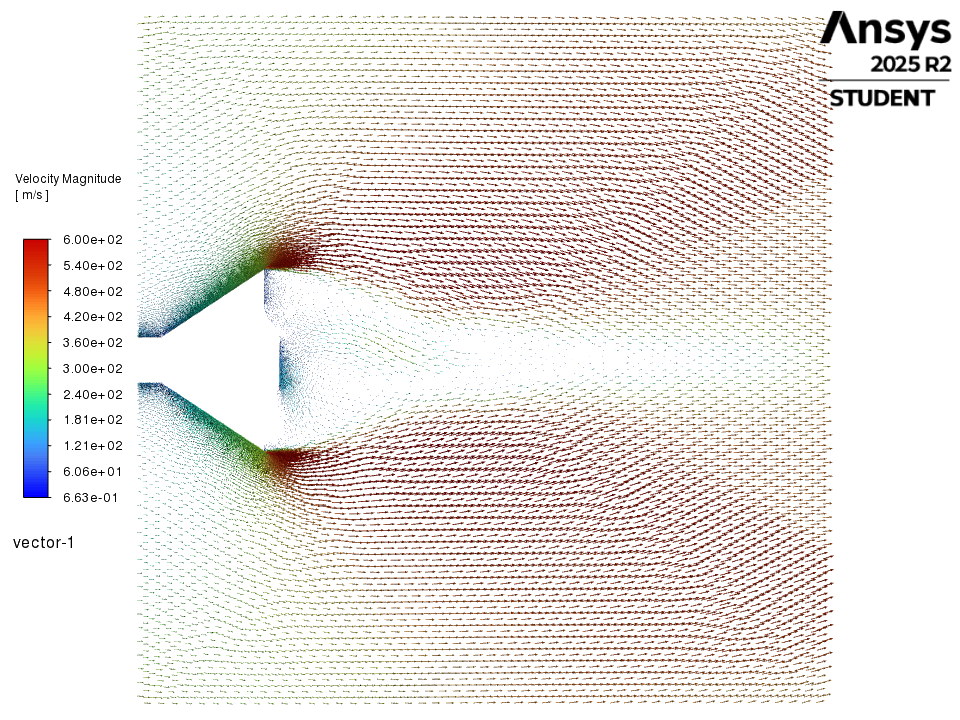 Ansys
2025 R2
STUDENT
Velocity Magnitude
[ m/s ]
6.00e+02
5.40e+02
4.80e+02
4.20e+02
3.60e+02
3.00e+02
2.40e+02
1.81e+02
1.21e+02
6.06e+01
6.63e-01
vector-1